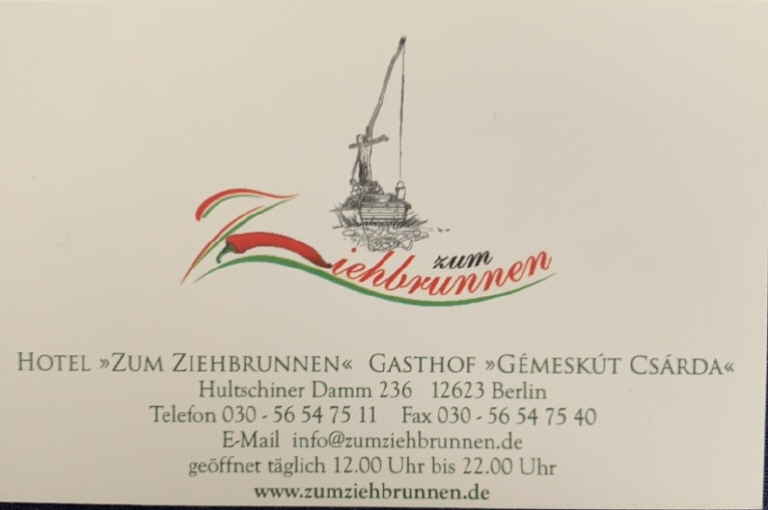 zum
Ziehbrunnen
HOTEL »ZUM ZIEHBRUNNEN« GASTHOF »GÉMESKÚT CSÁRDA«
Hultschiner Damm 236 12623 Berlin
Telefon 030 - 56 54 75 11 Fax 030 - 56 54 75 40
E-Mail info@zumziehbrunnen.de
geöffnet täglich 12.00 Uhr bis 22.00 Uhr
www.zumziehbrunnen.de